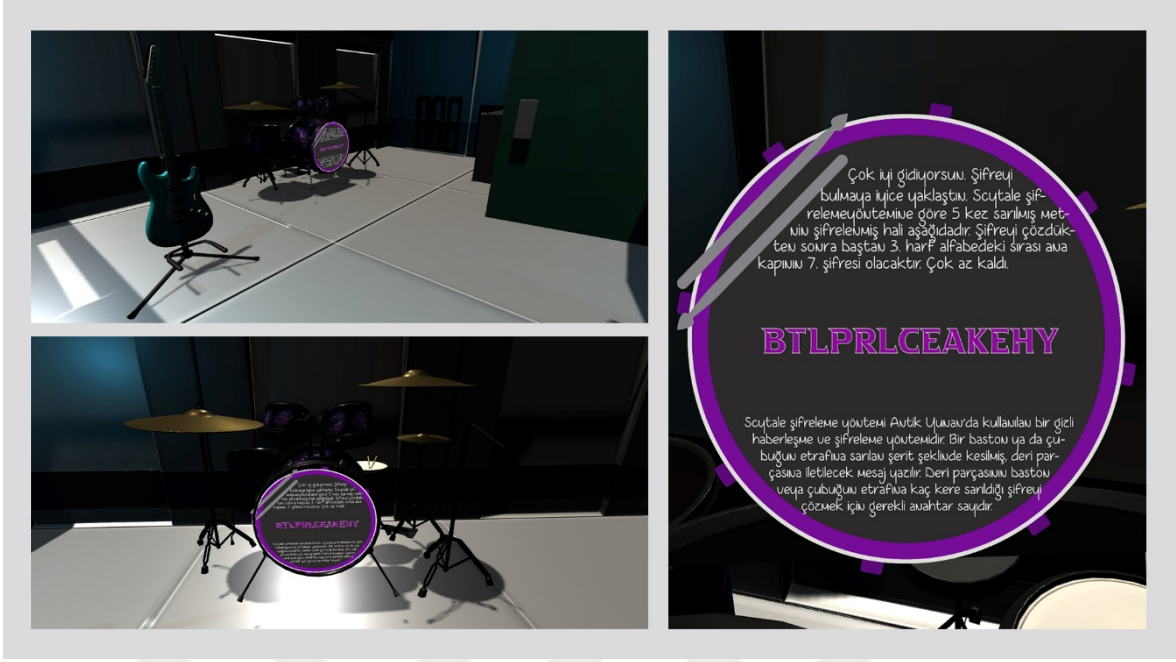 Çok iyi gidiyorsun. Şifreyi
bulmaya iyice yaklaştın. Scytale şif-
relemeyöntemine göre 5 kez sarılmış met-
nin şifrelenmiş hali aşağıdadır. Şifreyi çözdük-
ten sonra baştan 3. harf alfabedeki sırası ana
kapının 7. şifresi olacaktır. Çok az kaldı.
BTLPRLCEAKEHY
Scytale şifreleme yöntemi Antik Yunan'da kullanılan bir gizli
haberleşme ve şifreleme yöntemidir. Bir baston ya da çu-
buğun etrafına sarılan şerit şeklinde kesilmiş, deri par-
çasına iletilecek mesaj yazılır. Deri parçasının baston
veya çubuğun etrafına kaç kere sarıldığı şifreyi
çözmek için gerekli anahtar sayıdır.
BTLPRLCEAKEHY